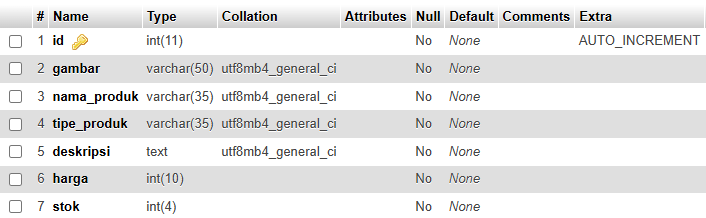 # Name Type Collation Attributes Null Default Comments Extra
1 id int(11) No None AUTO_INCREMENT
2 gambar varchar(50) utf8mb4_general_ci No None
3 nama_produk varchar(35) utf8mb4_general_ci No None
4 tipe_produk varchar(35) utf8mb4_general_ci No None
5 deskripsi text utf8mb4_general_ci No None
6 harga int(10) No None
7 stok int(4) No None